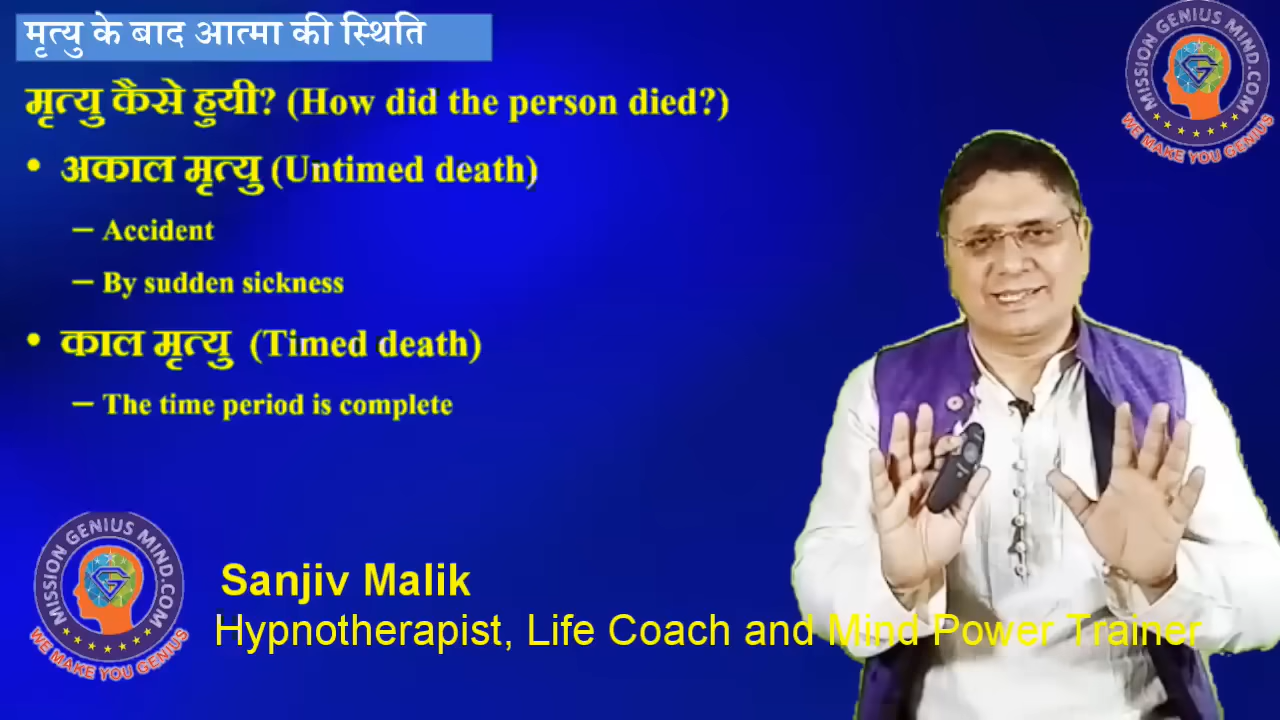 मृत्यु के बाद आत्मा की स्थिति
मृत्यु कैसे हुयी? (How did the person died?)
• अकाल मृत्यु (Untimed death)
– Accident
– By sudden sickness
• काल मृत्यु (Timed death)
– The time period is complete
MISSION GENIUS MIND.COM
WE MAKE YOU GENIUS
MISSION GENIUS MIND.COM
WE MAKE YOU GENIUS
Sanjiv Malik
Hypnotherapist, Life Coach and Mind Power Trainer